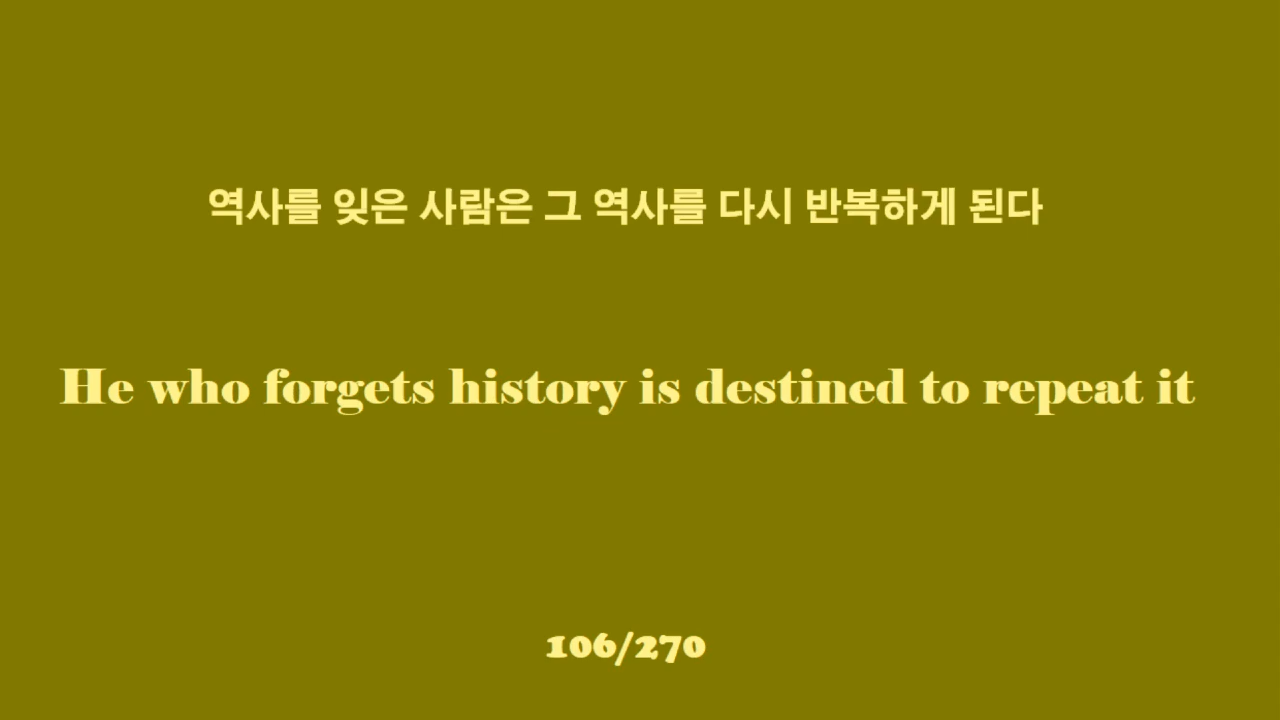 역사를 잊은 사람은 그 역사를 다시 반복하게 된다
He who forgets history is destined to repeat it
106/270